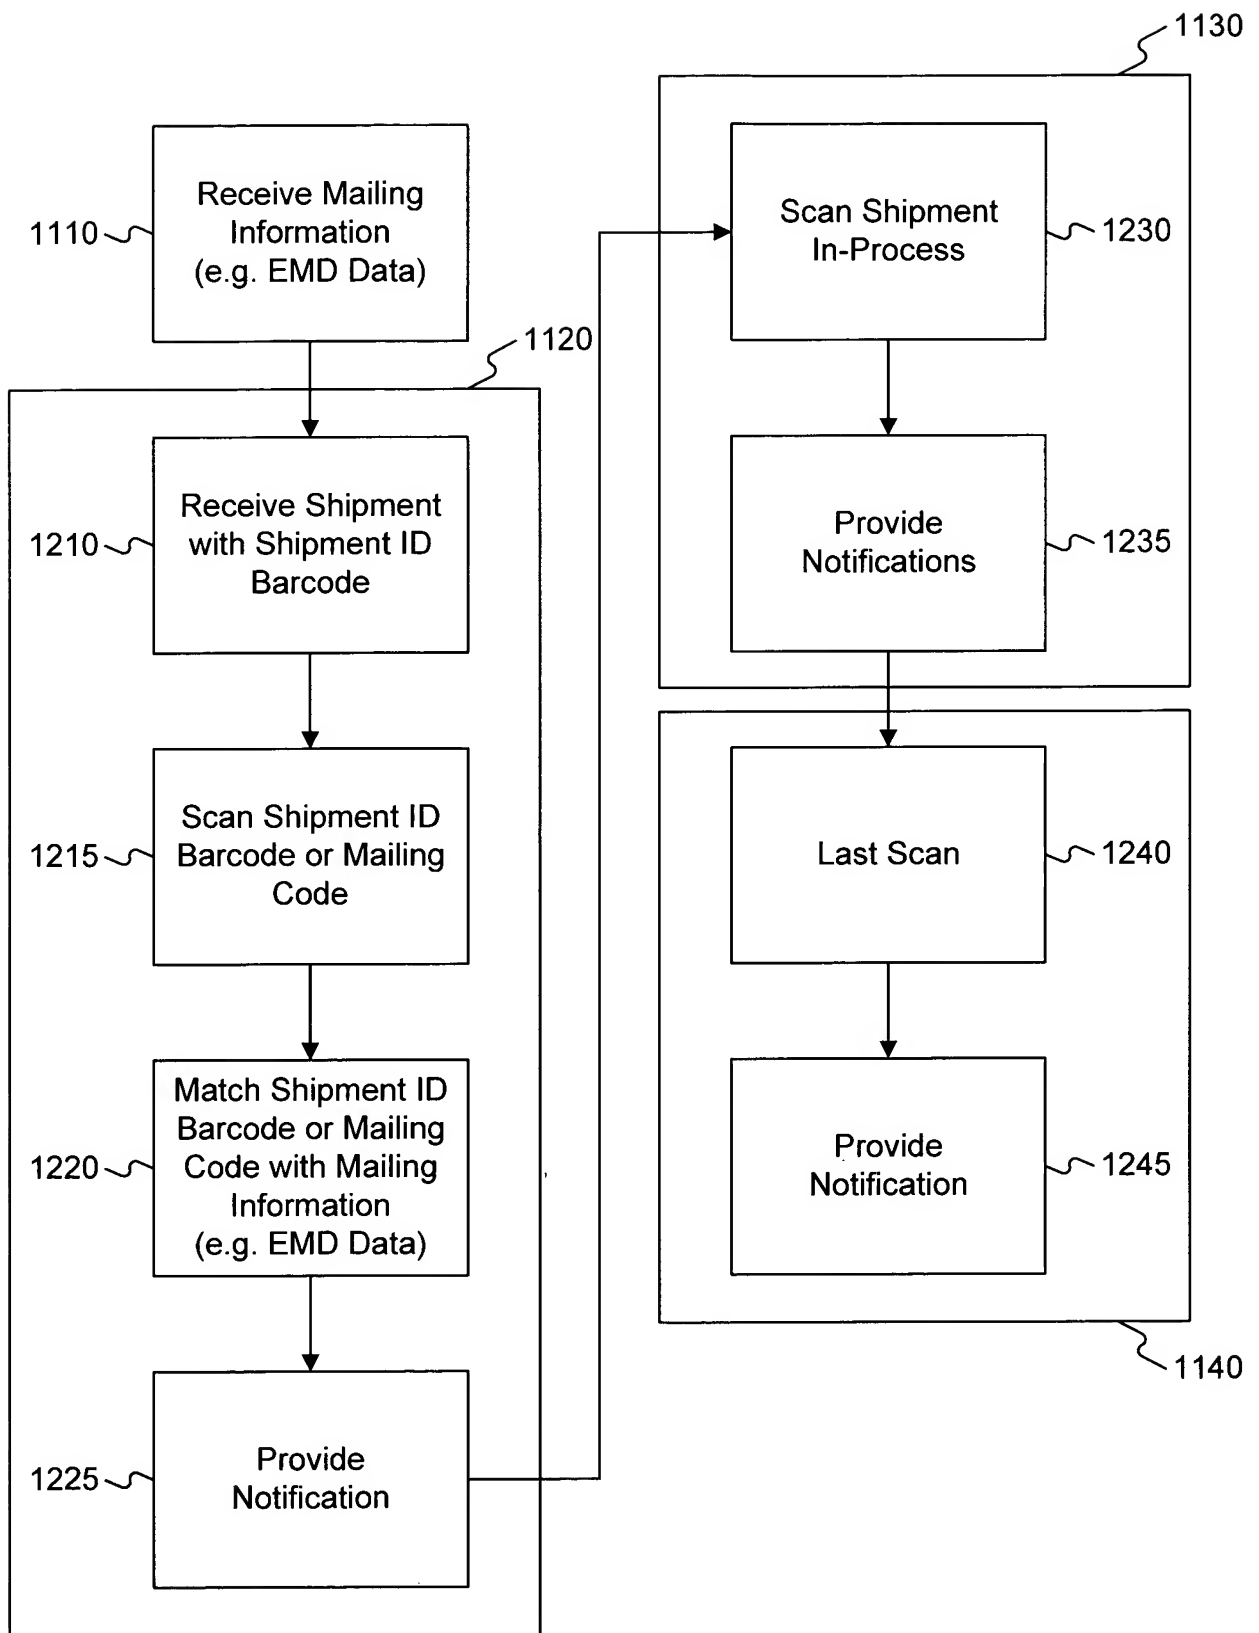 1110
Receive Mailing
Information
(e.g. EMD Data)
1120
1210
Receive Shipment
with Shipment ID
Barcode
1215
Scan Shipment ID
Barcode or Mailing
Code
1220
Match Shipment ID
Barcode or Mailing
Code with Mailing
Information
(e.g. EMD Data)
1225
Provide
Notification
1130
Scan Shipment
In-Process
1230
Provide
Notifications
1235
Last Scan
1240
Provide
Notification
1245
1140